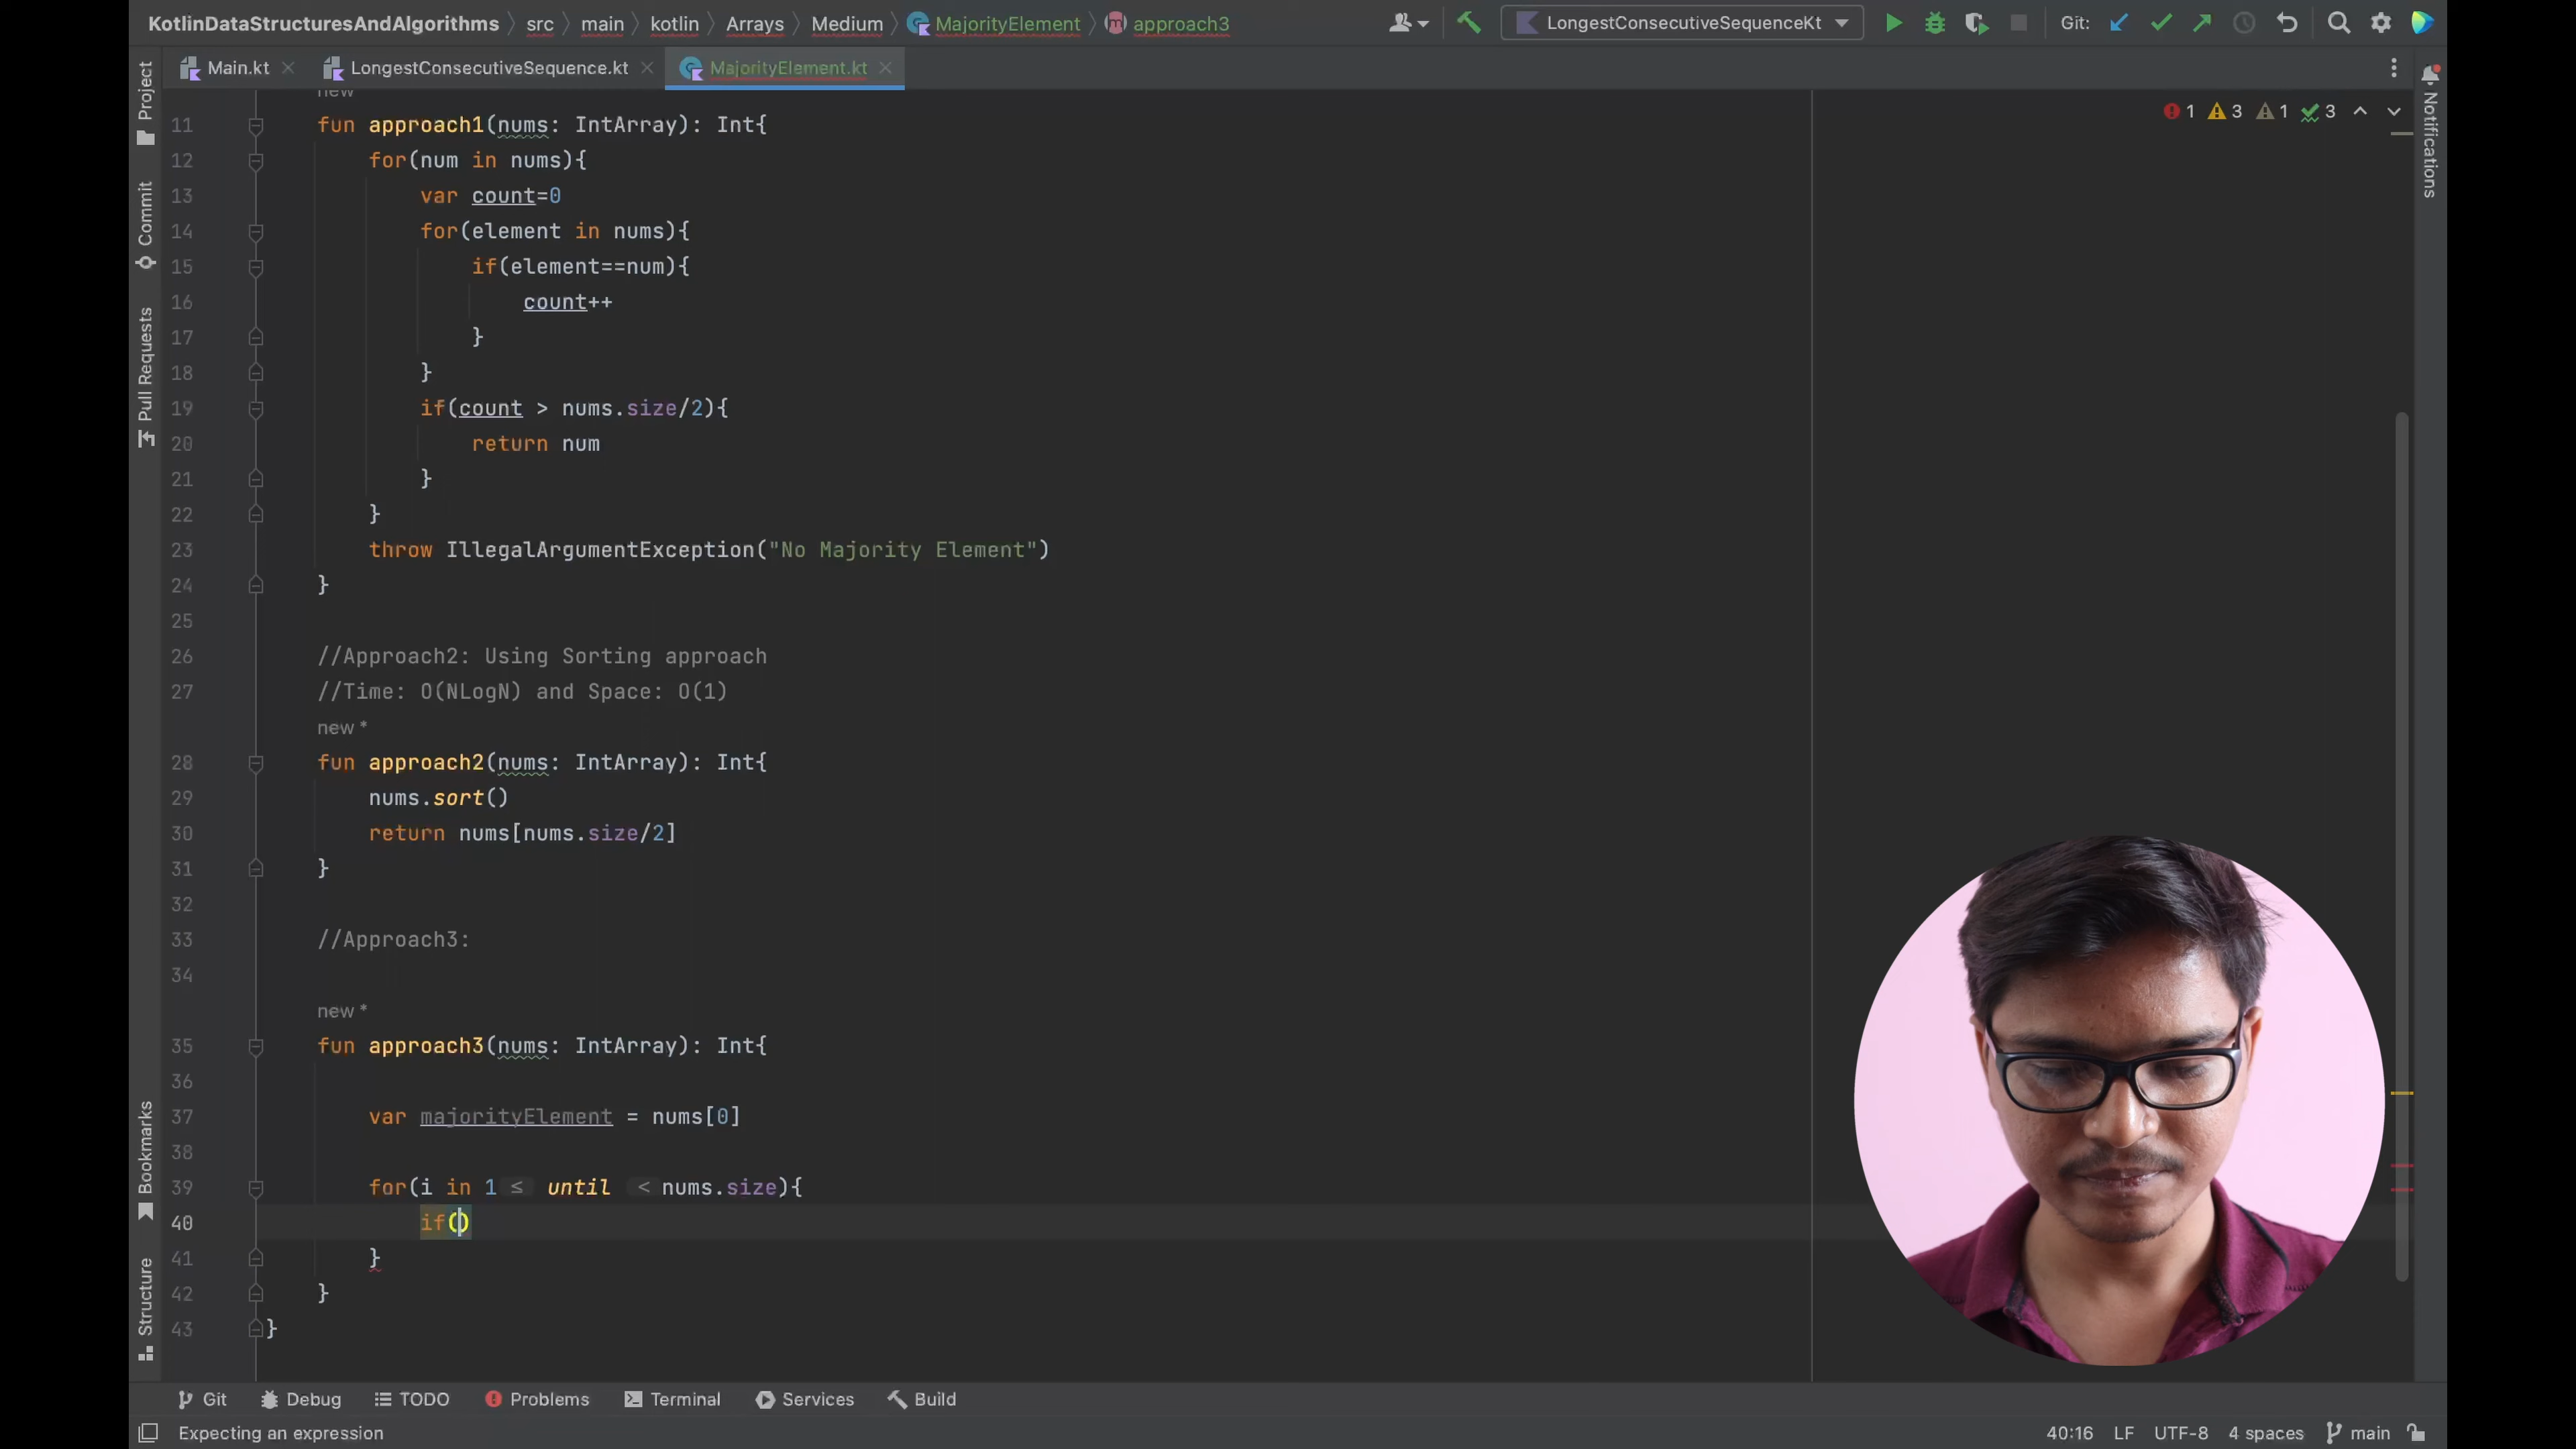 KotlinDataStructuresAndAlgorithms src main kotlin Arrays Medium MajorityElement approach3 LongestConsecutiveSequenceKt Git:
Main.kt LongestConsecutiveSequence.kt MajorityElement.kt
Project
Commit
Pull Requests
Bookmarks
Structure
Notifications
1 3 1 3
new
11 fun approach1(nums: IntArray): Int{
12 for(num in nums){
13 var count=0
14 for(element in nums){
15 if(element==num){
16 count++
17 }
18 }
19 if(count > nums.size/2){
20 return num
21 }
22 }
23 throw IllegalArgumentException("No Majority Element")
24 }
25
26 //Approach2: Using Sorting approach
27 //Time: O(NLogN) and Space: O(1)
new *
28 fun approach2(nums: IntArray): Int{
29 nums.sort()
30 return nums[nums.size/2]
31 }
32
33 //Approach3:
34
new *
35 fun approach3(nums: IntArray): Int{
36
37 var majorityElement = nums[0]
38
39 for(i in 1 ≤ until < nums.size){
40 if()
41 }
42 }
43 }
Git Debug TODO Problems Terminal Services Build
Expecting an expression 40:16 LF UTF-8 4 spaces main